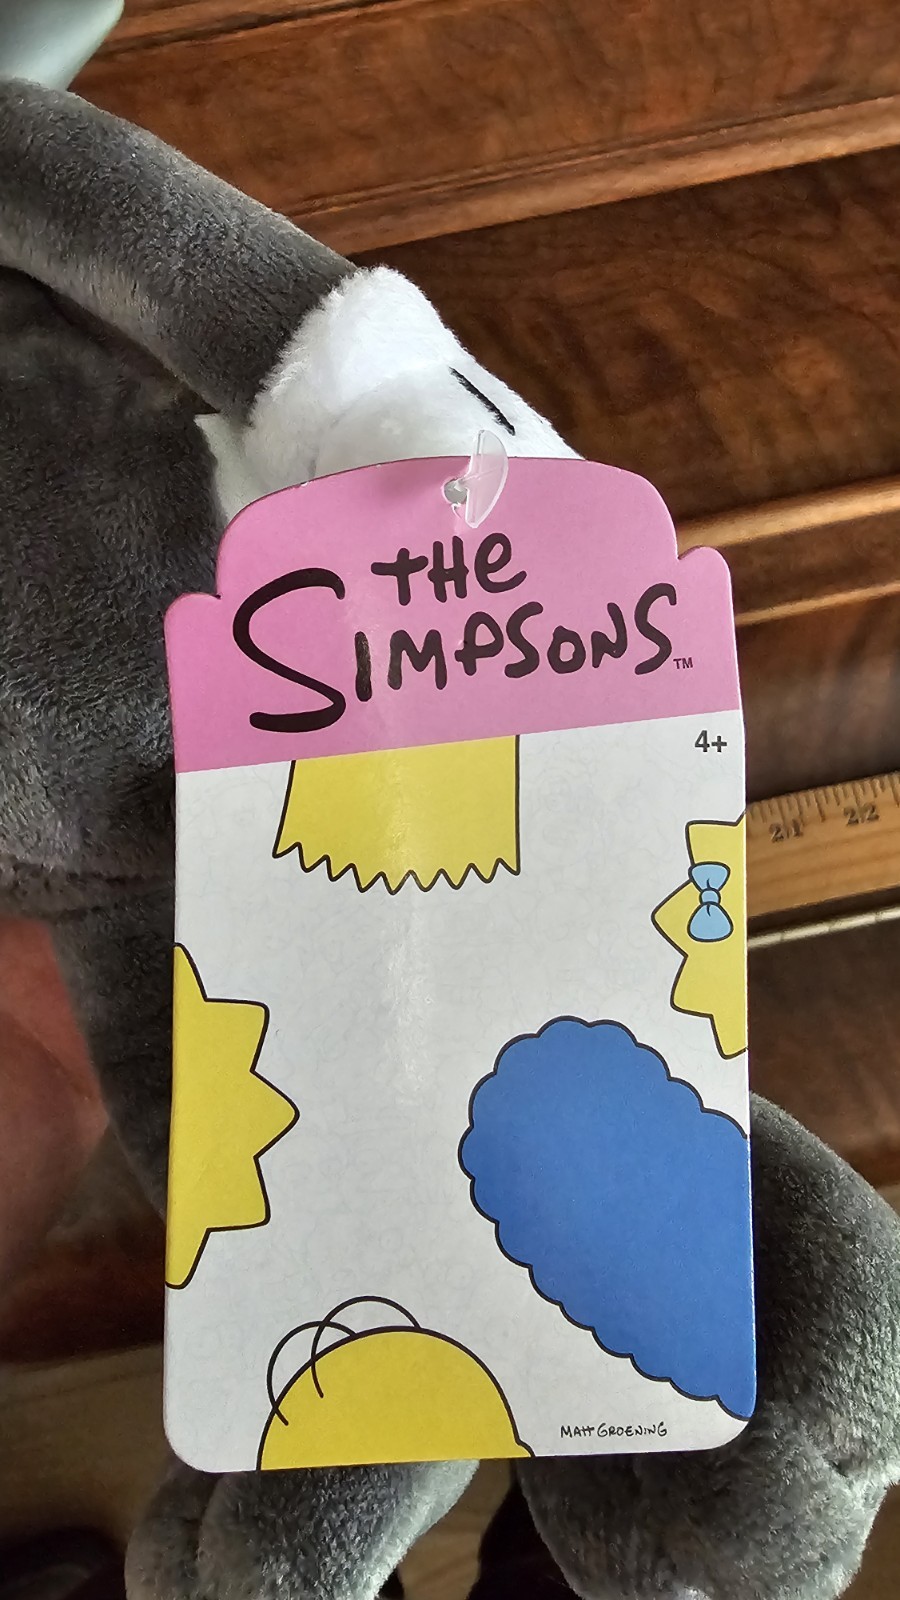 THE
SIMPSONS™
4+
21 22
MATT GROENING